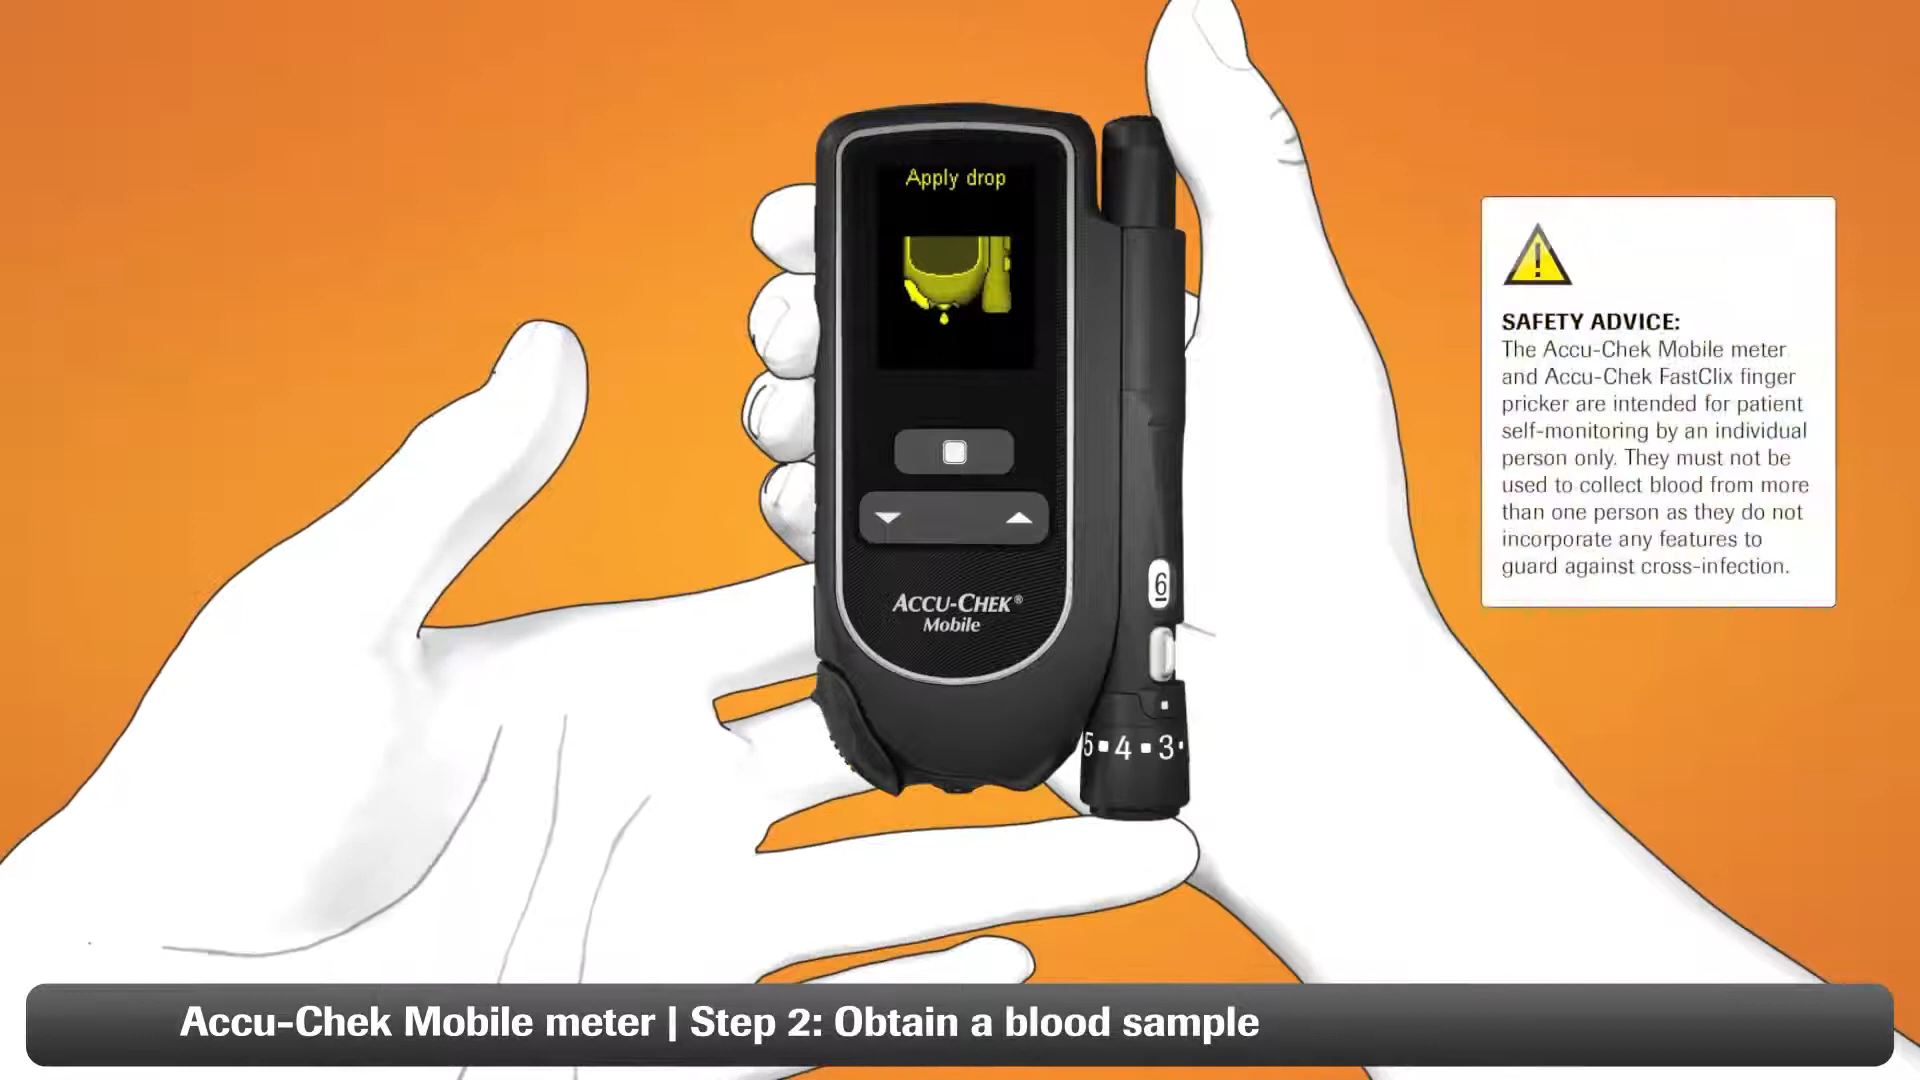 Apply drop
ACCU-CHEK®
Mobile
6
5▪4▪3▪
SAFETY ADVICE:
The Accu-Chek Mobile meter
and Accu-Chek FastClix finger
pricker are intended for patient
self-monitoring by an individual
person only. They must not be
used to collect blood from more
than one person as they do not
incorporate any features to
guard against cross-infection.
Accu-Chek Mobile meter | Step 2: Obtain a blood sample